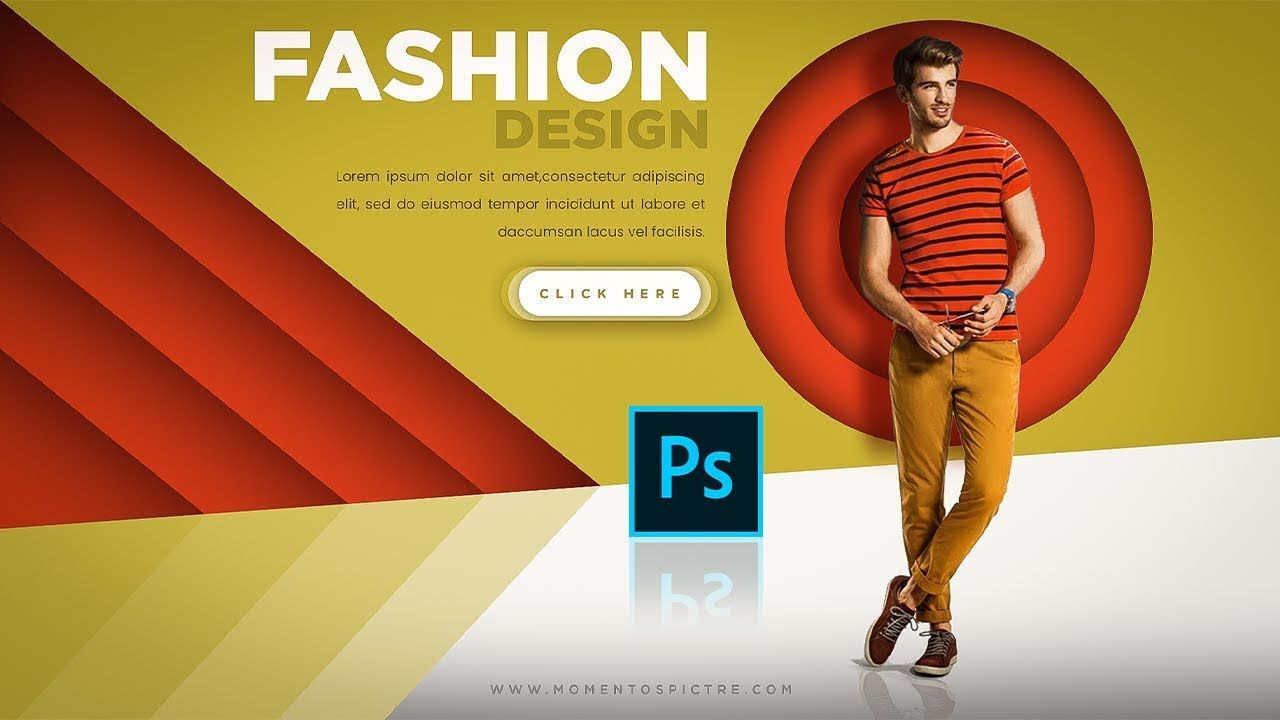 FASHION
DESIGN
Lorem ipsum dolor sit amet,consectetur adipiscing
elit, sed do eiusmod tempor incididunt ut labore et
daccumsan lacus vel facilisis.
CLICK HERE
Ps
WWW.MOMENTOSPICTRE.COM